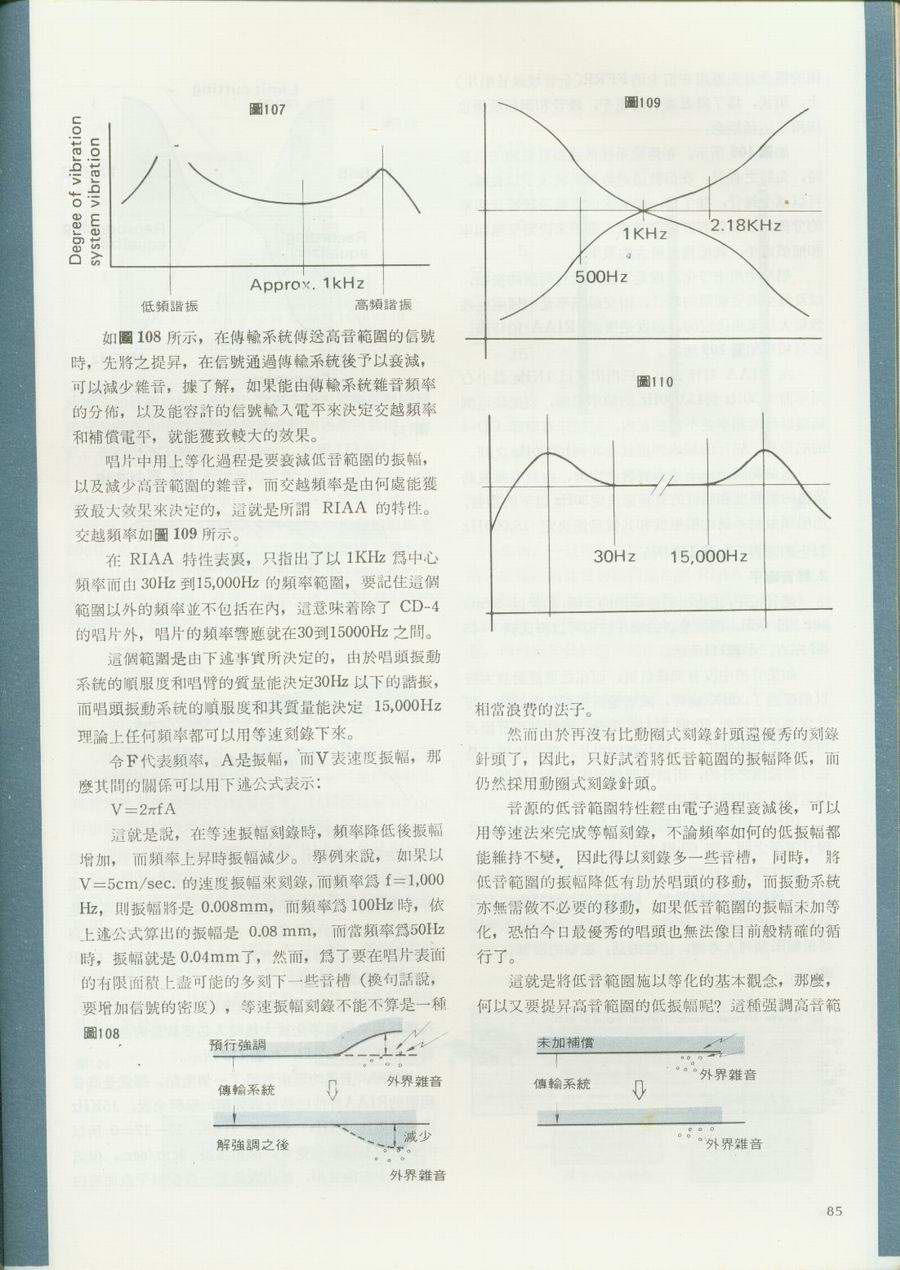 圖107
Degree of vibration
system vibration
Approx. 1kHz
低頻諧振
高頻諧振
如圖108 所示，在傳輸系統傳送高音範圍的信號
時，先將之提昇，在信號通過傳輸系統後予以衰減，
可以減少雜音，據了解，如果能由傳輸系統雜音頻率
的分佈，以及能容許的信號輸入電平來決定交越頻率
和補償電平，就能獲致較大的效果。
唱片中用上等化過程是要衰減低音範圍的振幅，
以及減少高音範圍的雜音，而交越頻率是由何處能獲
致最大效果來決定的，這就是所謂 RIAA 的特性。
交越頻率如圖109 所示。
在 RIAA 特性表裏，只指出了以 1KHz 爲中心
頻率而由 30Hz 到15,000Hz 的頻率範圍，要記住這個
範圍以外的頻率並不包括在內，這意味着除了 CD-4
的唱片外，唱片的頻率響應就在30到15000Hz 之間。
這個範圍是由下述事實所決定的，由於唱頭振動
系統的順服度和唱臂的質量能決定30Hz 以下的諧振，
而唱頭振動系統的順服度和其質量能決定 15,000Hz
理論上任何頻率都可以用等速刻錄下來。
令F代表頻率，A是振幅，而V表速度振幅，那
麼其間的關係可以用下述公式表示：
V＝2πfA
這就是說，在等速振幅刻錄時，頻率降低後振幅
增加，而頻率上昇時振幅減少。舉例來說，如果以
V＝5cm/sec. 的速度振幅來刻錄，而頻率爲 f＝1,000
Hz，則振幅將是 0.008mm，而頻率爲100Hz 時，依
上述公式算出的振幅是 0.08 mm，而當頻率爲50Hz
時，振幅就是0.04mm了，然而，爲了要在唱片表面
的有限面積上盡可能的多刻下一些音槽（換句話說，
要增加信號的密度），等速振幅刻錄不能不算是一種
圖108
預行強調
外界雜音
傳輸系統
減少
解強調之後
外界雜音
圖109
1KHz
2.18KHz
500Hz
圖110
30Hz
15,000Hz
相當浪費的法子。
然而由於再沒有比動圈式刻錄針頭還優秀的刻錄
針頭了，因此，只好試着將低音範圍的振幅降低，而
仍然採用動圈式刻錄針頭。
音源的低音範圍特性經由電子過程衰減後，可以
用等速法來完成等幅刻錄，不論頻率如何的低振幅都
能維持不變，因此得以刻錄多一些音槽，同時，將
低音範圍的振幅降低有助於唱頭的移動，而振動系統
亦無需做不必要的移動，如果低音範圍的振幅未加等
化，恐怕今日最優秀的唱頭也無法像目前般精確的循
行了。
這就是將低音範圍施以等化的基本觀念，那麼，
何以又要提昇高音範圍的低振幅呢？這種强調高音範
未加補償
外界雜音
傳輸系統
外界雜音
85